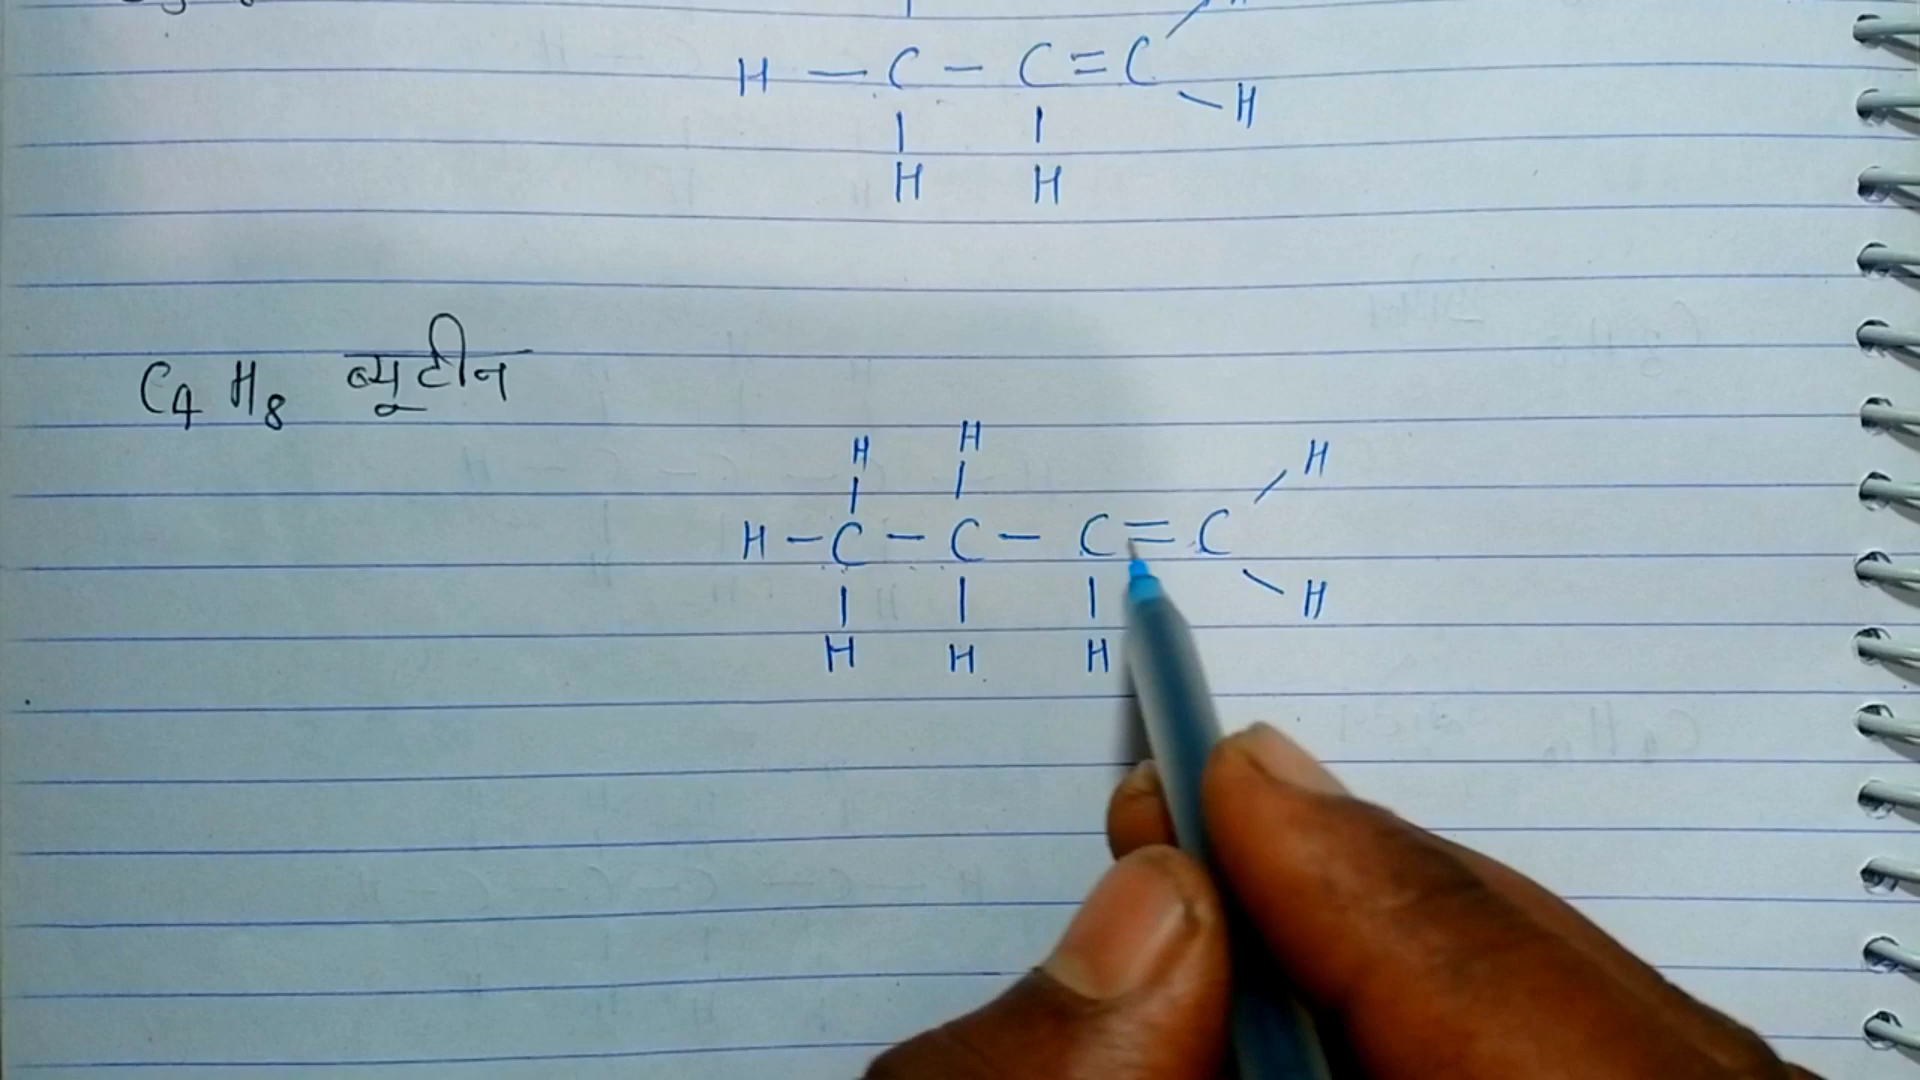 H — C — C = C
H
H H
C₄ H₈ ब्यूटीन
H H H
H – C – C – C = C
H
H H H